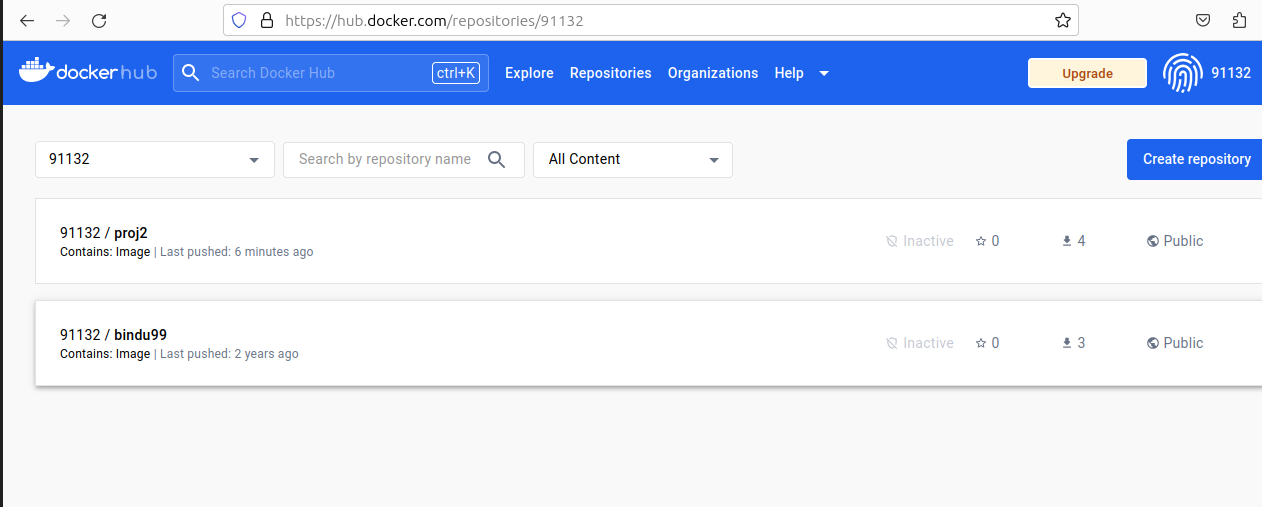 https://hub.docker.com/repositories/91132
docker hub Search Docker Hub ctrl+K Explore Repositories Organizations Help Upgrade 91132
91132 Search by repository name All Content Create repository
91132 / proj2
Contains: Image | Last pushed: 6 minutes ago
Inactive 0 4 Public
91132 / bindu99
Contains: Image | Last pushed: 2 years ago
Inactive 0 3 Public